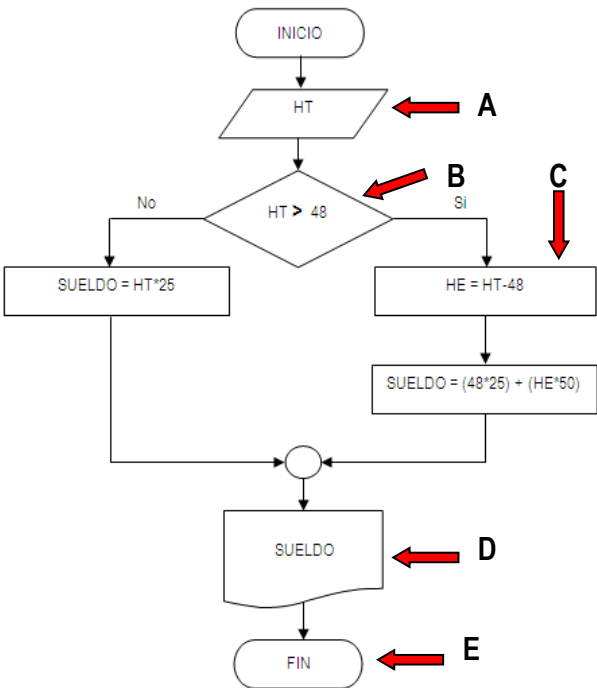 INICIO
HT
A
B
C
No
HT > 48
Si
SUELDO = HT*25
HE = HT-48
SUELDO = (48*25) + (HE*50)
SUELDO
D
FIN
E